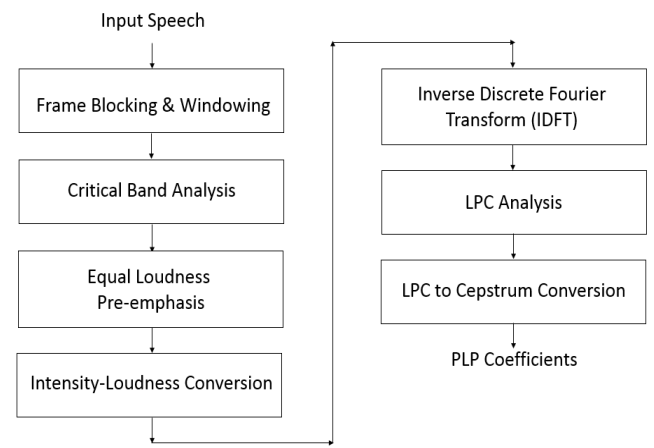 Input Speech
Frame Blocking & Windowing
Critical Band Analysis
Equal Loudness
Pre-emphasis
Intensity-Loudness Conversion
Inverse Discrete Fourier
Transform (IDFT)
LPC Analysis
LPC to Cepstrum Conversion
PLP Coefficients